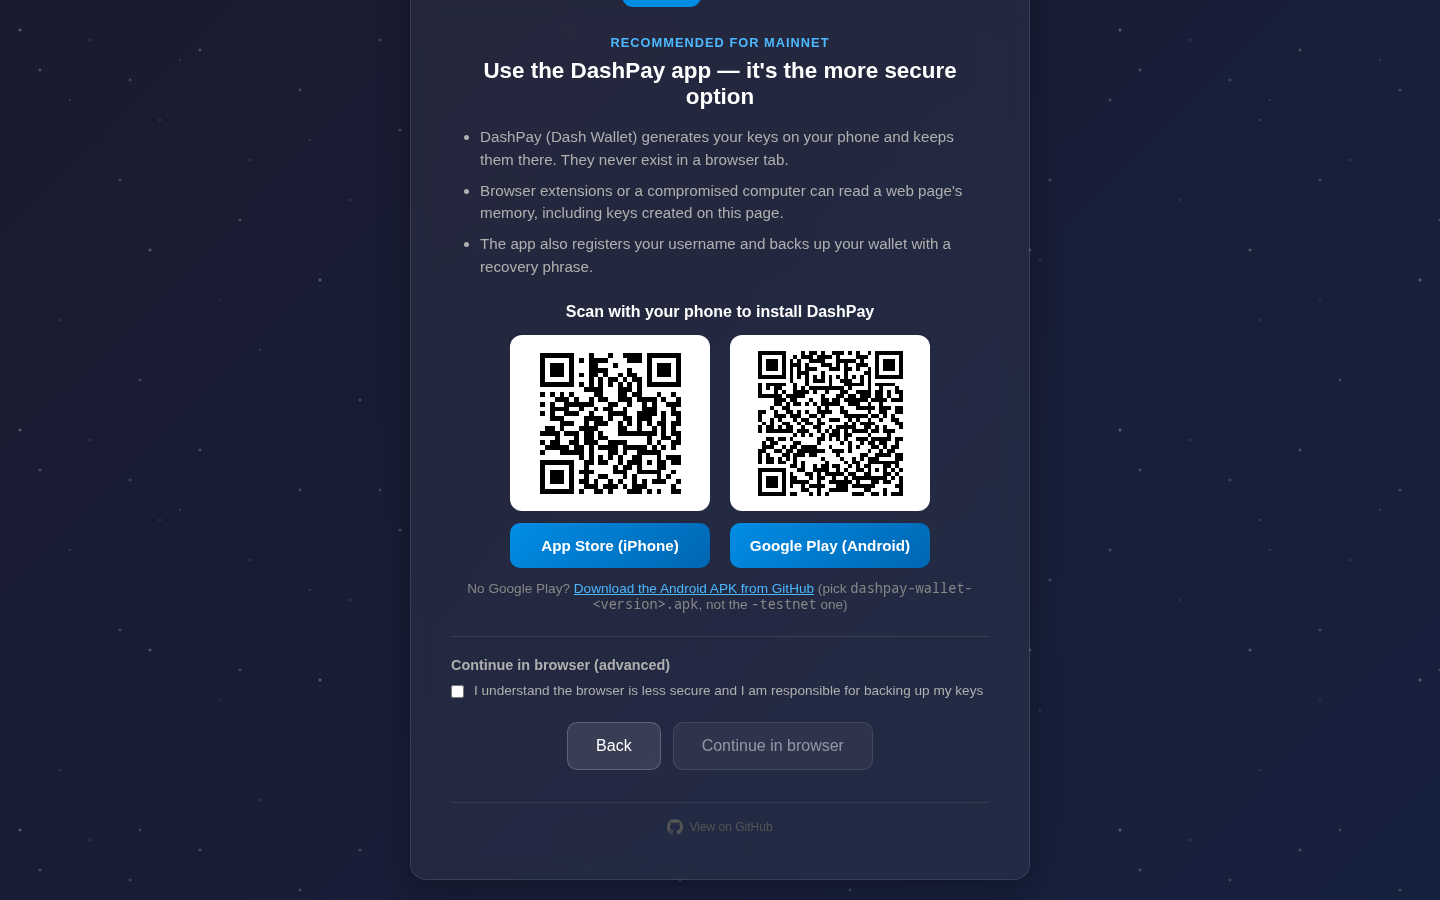 RECOMMENDED FOR MAINNET
Use the DashPay app — it's the more secure
option
DashPay (Dash Wallet) generates your keys on your phone and keeps
them there. They never exist in a browser tab.
Browser extensions or a compromised computer can read a web page's
memory, including keys created on this page.
The app also registers your username and backs up your wallet with a
recovery phrase.
Scan with your phone to install DashPay
App Store (iPhone)
Google Play (Android)
No Google Play? Download the Android APK from GitHub (pick dashpay-wallet-
<version>.apk, not the -testnet one)
Continue in browser (advanced)
I understand the browser is less secure and I am responsible for backing up my keys
Back
Continue in browser
View on GitHub